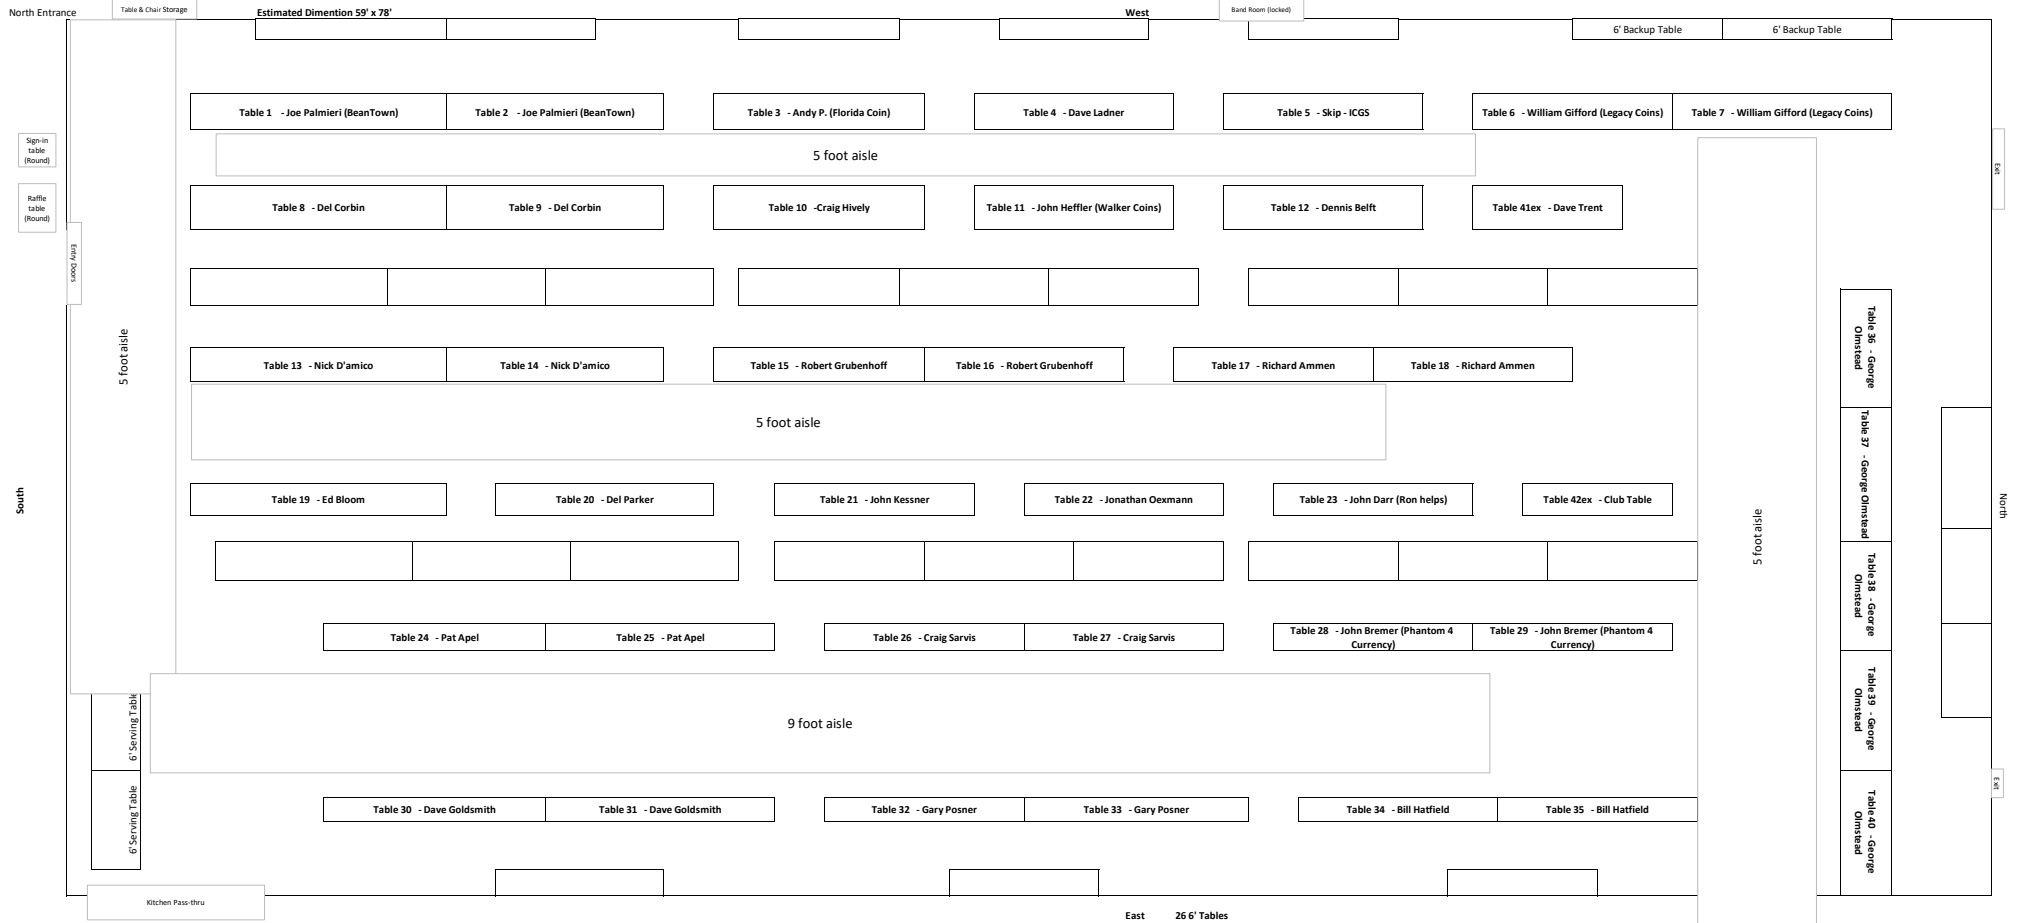 North Entrance
Table & Chair Storage
Estimated Dimention 59' x 78'
West
Band Room (locked)
6' Backup Table
6' Backup Table
Table 1 - Joe Palmieri (BeanTown)
Table 2 - Joe Palmieri (BeanTown)
Table 3 - Andy P. (Florida Coin)
Table 4 - Dave Ladner
Table 5 - Skip - ICGS
Table 6 - William Gifford (Legacy Coins)
Table 7 - William Gifford (Legacy Coins)
Sign-in
table
(Round)
5 foot aisle
Exit
Raffle
table
(Round)
Table 8 - Del Corbin
Table 9 - Del Corbin
Table 10 -Craig Hively
Table 11 - John Heffler (Walker Coins)
Table 12 - Dennis Belft
Table 41ex - Dave Trent
Entry Doors
5 foot aisle
Table 13 - Nick D'amico
Table 14 - Nick D'amico
Table 15 - Robert Grubenhoff
Table 16 - Robert Grubenhoff
Table 17 - Richard Ammen
Table 18 - Richard Ammen
Table 36 - George
Olmstead
5 foot aisle
Table 37 - George Olmstead
South
Table 19 - Ed Bloom
Table 20 - Del Parker
Table 21 - John Kessner
Table 22 - Jonathan Oexmann
Table 23 - John Darr (Ron helps)
Table 42ex - Club Table
5 foot aisle
North
Table 38 - George
Olmstead
Table 24 - Pat Apel
Table 25 - Pat Apel
Table 26 - Craig Sarvis
Table 27 - Craig Sarvis
Table 28 - John Bremer (Phantom 4
Currency)
Table 29 - John Bremer (Phantom 4
Currency)
Table 39 - George
Olmstead
6' Serving Table
9 foot aisle
Exit
6' Serving Table
Table 30 - Dave Goldsmith
Table 31 - Dave Goldsmith
Table 32 - Gary Posner
Table 33 - Gary Posner
Table 34 - Bill Hatfield
Table 35 - Bill Hatfield
Table 40 - George
Olmstead
Kitchen Pass-thru
East
26 6' Tables